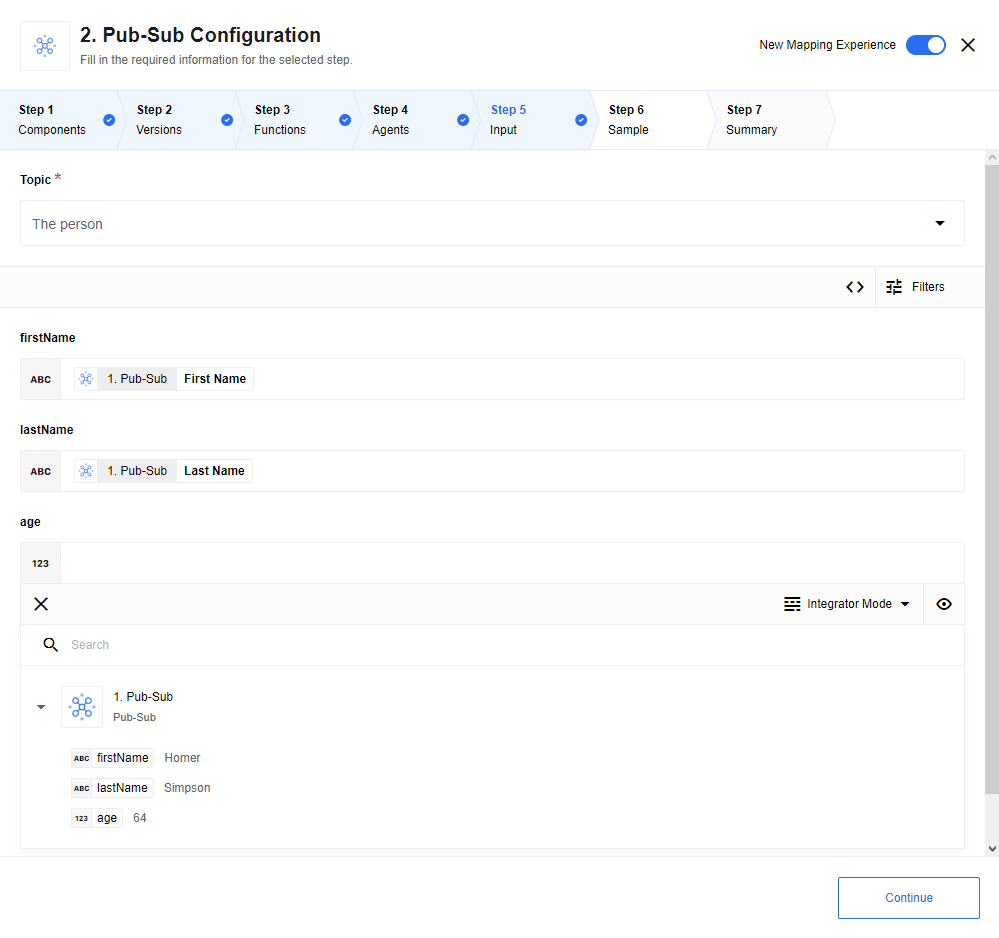 2. Pub-Sub Configuration
Fill in the required information for the selected step.
New Mapping Experience
Step 1
Components
Step 2
Versions
Step 3
Functions
Step 4
Agents
Step 5
Input
Step 6
Sample
Step 7
Summary
Topic *
The person
Filters
firstName
ABC 1. Pub-Sub First Name
lastName
ABC 1. Pub-Sub Last Name
age
123
Integrator Mode
Search
1. Pub-Sub
Pub-Sub
ABC firstName Homer
ABC lastName Simpson
123 age 64
Continue